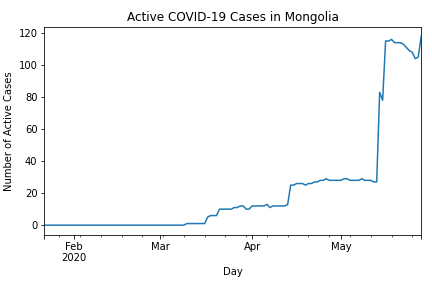 Active COVID-19 Cases in Mongolia
120
100
80
60
40
20
0
Number of Active Cases
Feb
2020
Mar
Apr
May
Day